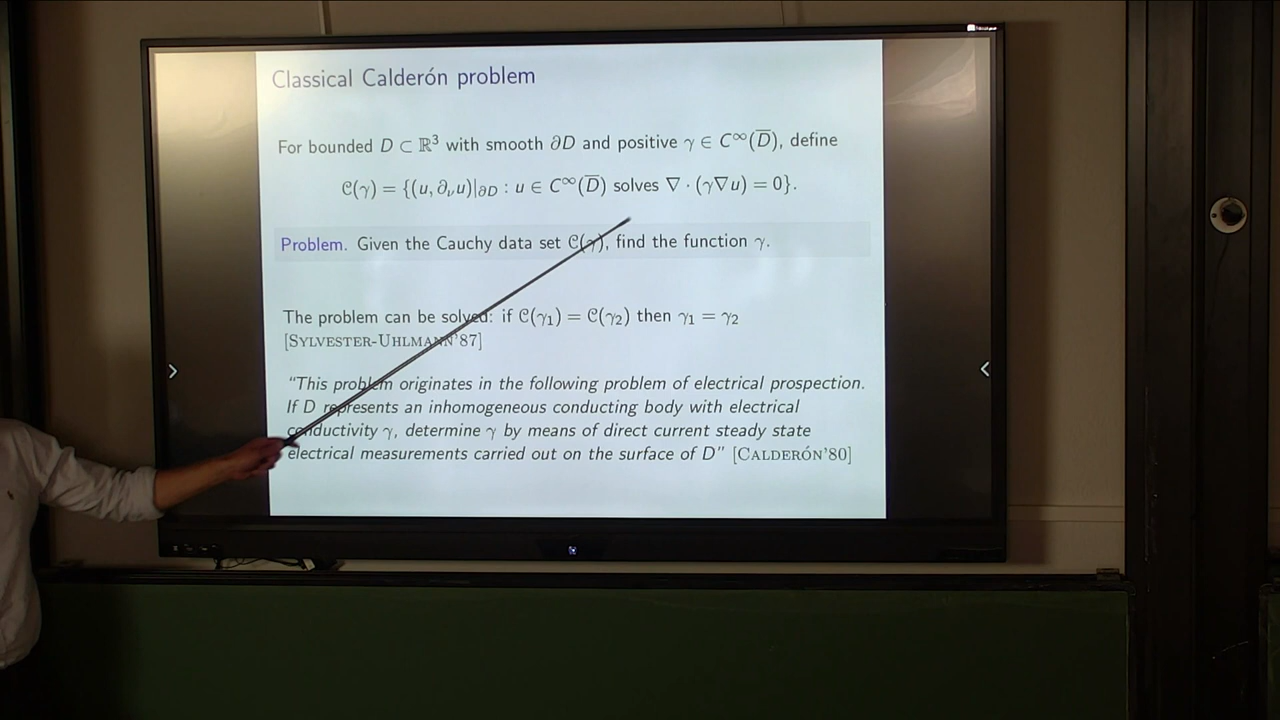 Classical Calderón problem
For bounded D ⊂ ℝ³ with smooth ∂D and positive γ ∈ C^∞(D̅), define
𝒞(γ) = {(u, ∂_ν u)|_∂D : u ∈ C^∞(D̅) solves ∇ · (γ∇u) = 0}.
Problem. Given the Cauchy data set 𝒞(γ), find the function γ.
The problem can be solved: if 𝒞(γ₁) = 𝒞(γ₂) then γ₁ = γ₂
[SYLVESTER-UHLMANN'87]
“This problem originates in the following problem of electrical prospection.
If D represents an inhomogeneous conducting body with electrical
conductivity γ, determine γ by means of direct current steady state
electrical measurements carried out on the surface of D” [CALDERÓN'80]